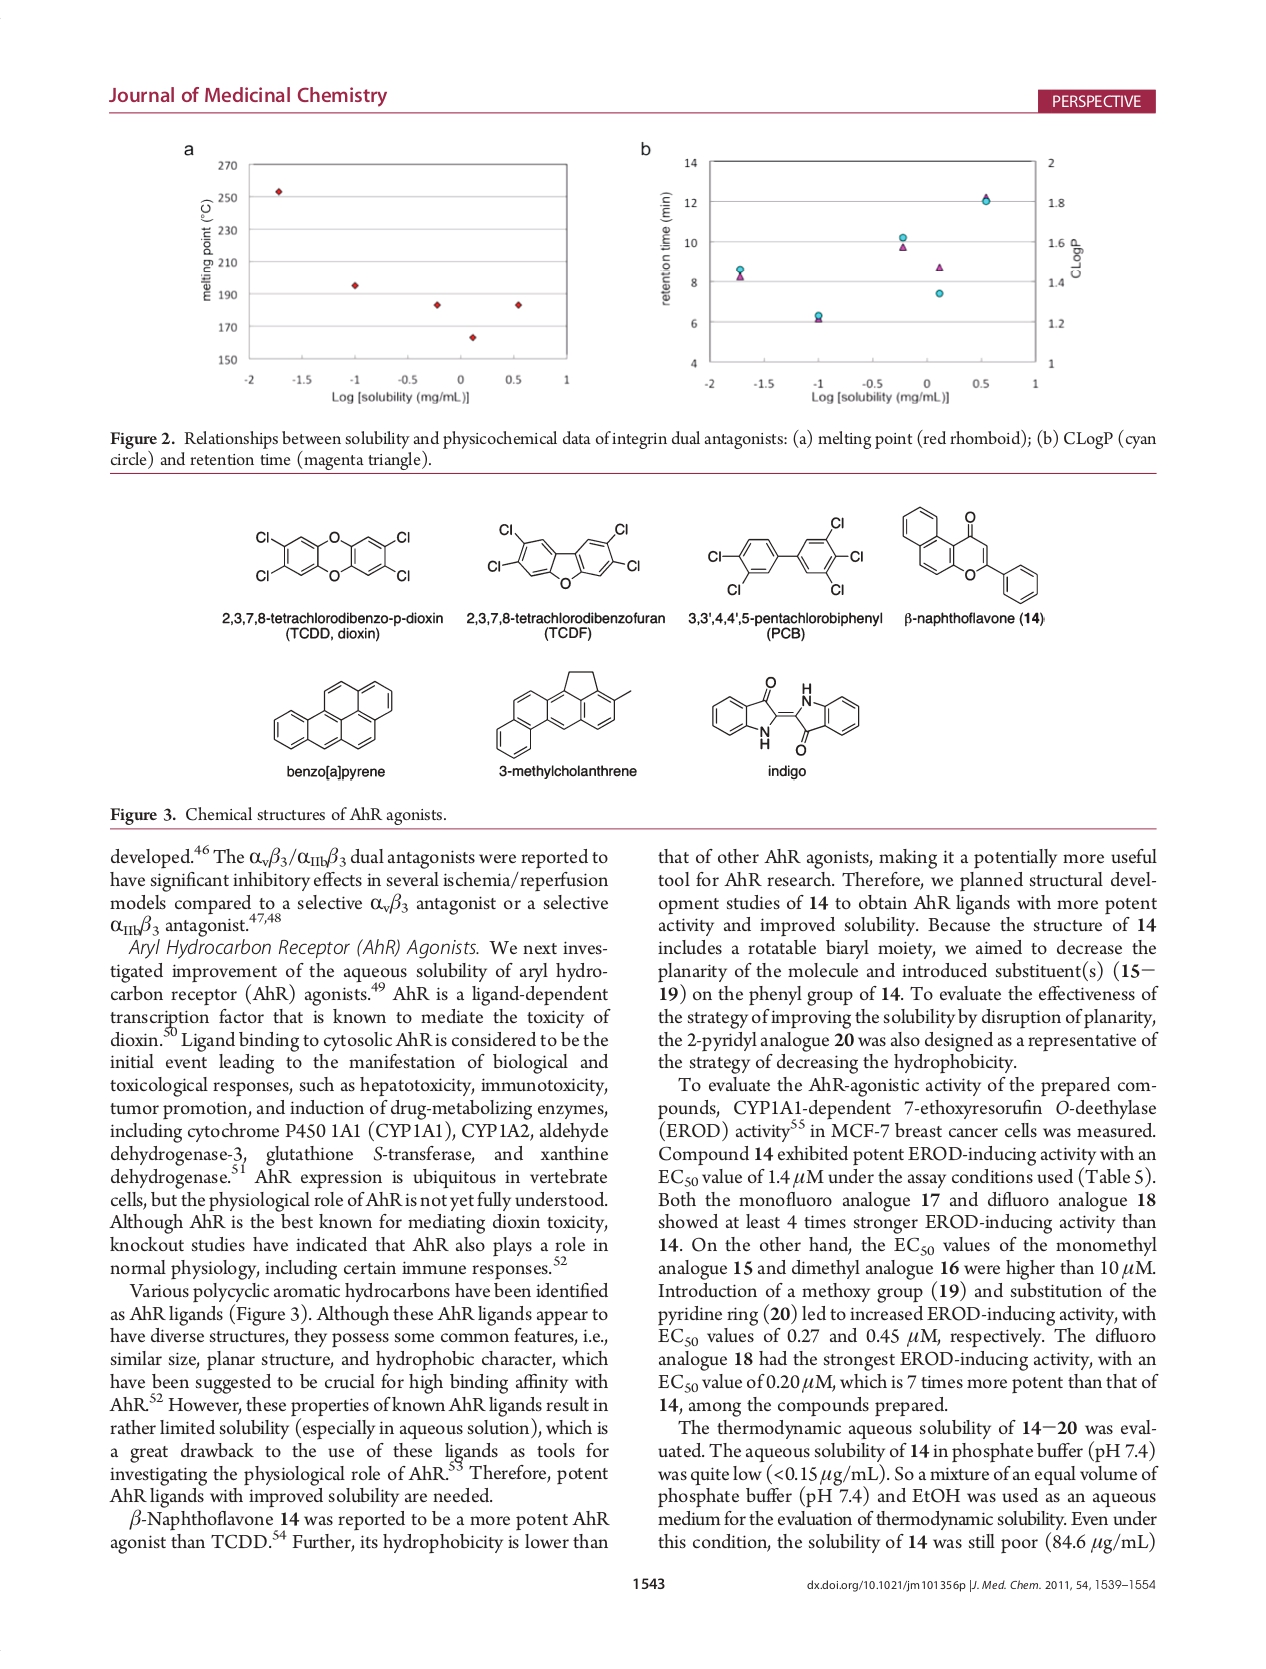 Journal of Medicinal Chemistry
PERSPECTIVE
a
270
250
230
210
190
170
150
melting point (°C)
-2 -1.5 -1 -0.5 0 0.5 1
Log [solubility (mg/mL)]
b
14
12
10
8
6
4
retention time (min)
2
1.8
1.6
1.4
1.2
1
CLogP
-2 -1.5 -1 -0.5 0 0.5 1
Log [solubility (mg/mL)]
Figure 2. Relationships between solubility and physicochemical data of integrin dual antagonists: (a) melting point (red rhomboid); (b) CLogP (cyan
circle) and retention time (magenta triangle).
Cl O Cl
Cl O Cl
2,3,7,8-tetrachlorodibenzo-p-dioxin
(TCDD, dioxin)
Cl Cl
Cl O Cl
2,3,7,8-tetrachlorodibenzofuran
(TCDF)
Cl
Cl Cl
Cl Cl
3,3',4,4',5-pentachlorobiphenyl
(PCB)
O
O
β-naphthoflavone (14)
benzo[a]pyrene
3-methylcholanthrene
O H
N
N
H O
indigo
Figure 3. Chemical structures of AhR agonists.
developed.46 The αvβ3/αIIbβ3 dual antagonists were reported to
have significant inhibitory effects in several ischemia/reperfusion
models compared to a selective αvβ3 antagonist or a selective
αIIbβ3 antagonist.47,48
Aryl Hydrocarbon Receptor (AhR) Agonists. We next inves-
tigated improvement of the aqueous solubility of aryl hydro-
carbon receptor (AhR) agonists.49 AhR is a ligand-dependent
transcription factor that is known to mediate the toxicity of
dioxin.50 Ligand binding to cytosolic AhR is considered to be the
initial event leading to the manifestation of biological and
toxicological responses, such as hepatotoxicity, immunotoxicity,
tumor promotion, and induction of drug-metabolizing enzymes,
including cytochrome P450 1A1 (CYP1A1), CYP1A2, aldehyde
dehydrogenase-3, glutathione S-transferase, and xanthine
dehydrogenase.51 AhR expression is ubiquitous in vertebrate
cells, but the physiological role of AhR is not yet fully understood.
Although AhR is the best known for mediating dioxin toxicity,
knockout studies have indicated that AhR also plays a role in
normal physiology, including certain immune responses.52
Various polycyclic aromatic hydrocarbons have been identified
as AhR ligands (Figure 3). Although these AhR ligands appear to
have diverse structures, they possess some common features, i.e.,
similar size, planar structure, and hydrophobic character, which
have been suggested to be crucial for high binding affinity with
AhR.52 However, these properties of known AhR ligands result in
rather limited solubility (especially in aqueous solution), which is
a great drawback to the use of these ligands as tools for
investigating the physiological role of AhR.53 Therefore, potent
AhR ligands with improved solubility are needed.
β-Naphthoflavone 14 was reported to be a more potent AhR
agonist than TCDD.54 Further, its hydrophobicity is lower than
that of other AhR agonists, making it a potentially more useful
tool for AhR research. Therefore, we planned structural devel-
opment studies of 14 to obtain AhR ligands with more potent
activity and improved solubility. Because the structure of 14
includes a rotatable biaryl moiety, we aimed to decrease the
planarity of the molecule and introduced substituent(s) (15−
19) on the phenyl group of 14. To evaluate the effectiveness of
the strategy of improving the solubility by disruption of planarity,
the 2-pyridyl analogue 20 was also designed as a representative of
the strategy of decreasing the hydrophobicity.
To evaluate the AhR-agonistic activity of the prepared com-
pounds, CYP1A1-dependent 7-ethoxyresorufin O-deethylase
(EROD) activity55 in MCF-7 breast cancer cells was measured.
Compound 14 exhibited potent EROD-inducing activity with an
EC50 value of 1.4 μM under the assay conditions used (Table 5).
Both the monofluoro analogue 17 and difluoro analogue 18
showed at least 4 times stronger EROD-inducing activity than
14. On the other hand, the EC50 values of the monomethyl
analogue 15 and dimethyl analogue 16 were higher than 10 μM.
Introduction of a methoxy group (19) and substitution of the
pyridine ring (20) led to increased EROD-inducing activity, with
EC50 values of 0.27 and 0.45 μM, respectively. The difluoro
analogue 18 had the strongest EROD-inducing activity, with an
EC50 value of 0.20 μM, which is 7 times more potent than that of
14, among the compounds prepared.
The thermodynamic aqueous solubility of 14−20 was eval-
uated. The aqueous solubility of 14 in phosphate buffer (pH 7.4)
was quite low (<0.15 μg/mL). So a mixture of an equal volume of
phosphate buffer (pH 7.4) and EtOH was used as an aqueous
medium for the evaluation of thermodynamic solubility. Even under
this condition, the solubility of 14 was still poor (84.6 μg/mL)
1543
dx.doi.org/10.1021/jm101356p |J. Med. Chem. 2011, 54, 1539–1554